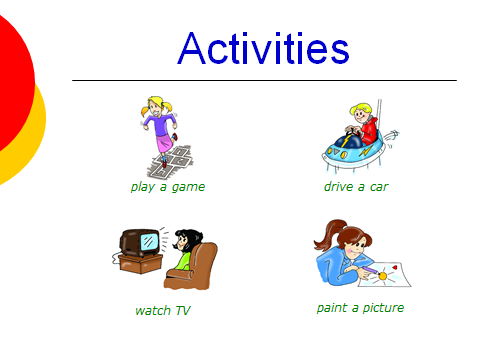 Activities
play a game
drive a car
watch TV
paint a picture